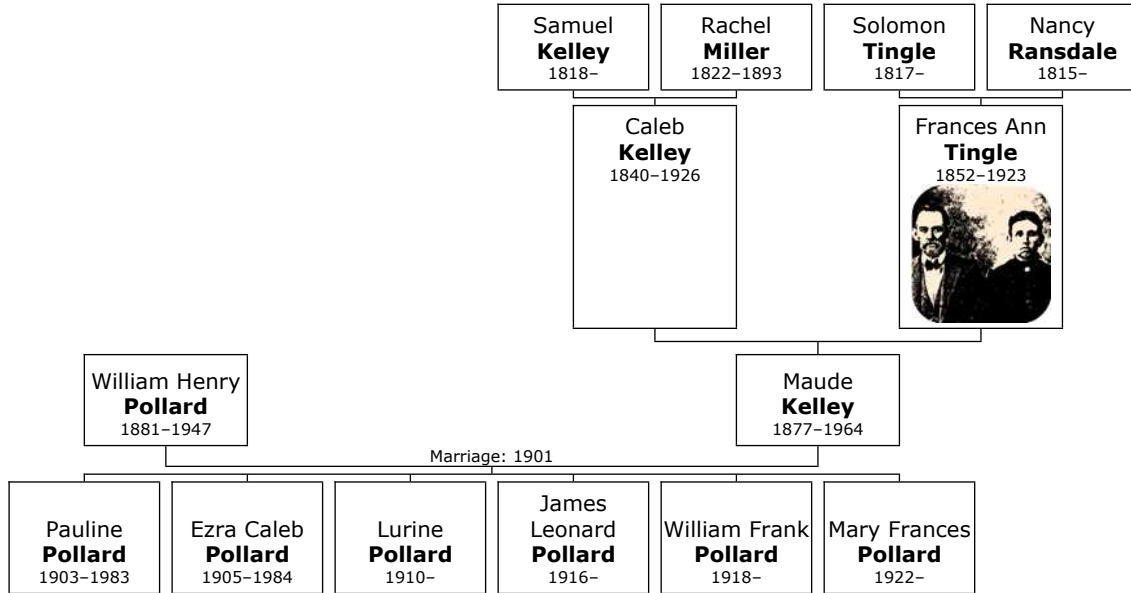 Samuel
Kelley
1818–
Rachel
Miller
1822–1893
Solomon
Tingle
1817–
Nancy
Ransdale
1815–
Caleb
Kelley
1840–1926
Frances Ann
Tingle
1852–1923
William Henry
Pollard
1881–1947
Maude
Kelley
1877–1964
Marriage: 1901
Pauline
Pollard
1903–1983
Ezra Caleb
Pollard
1905–1984
Lurine
Pollard
1910–
James
Leonard
Pollard
1916–
William Frank
Pollard
1918–
Mary Frances
Pollard
1922–